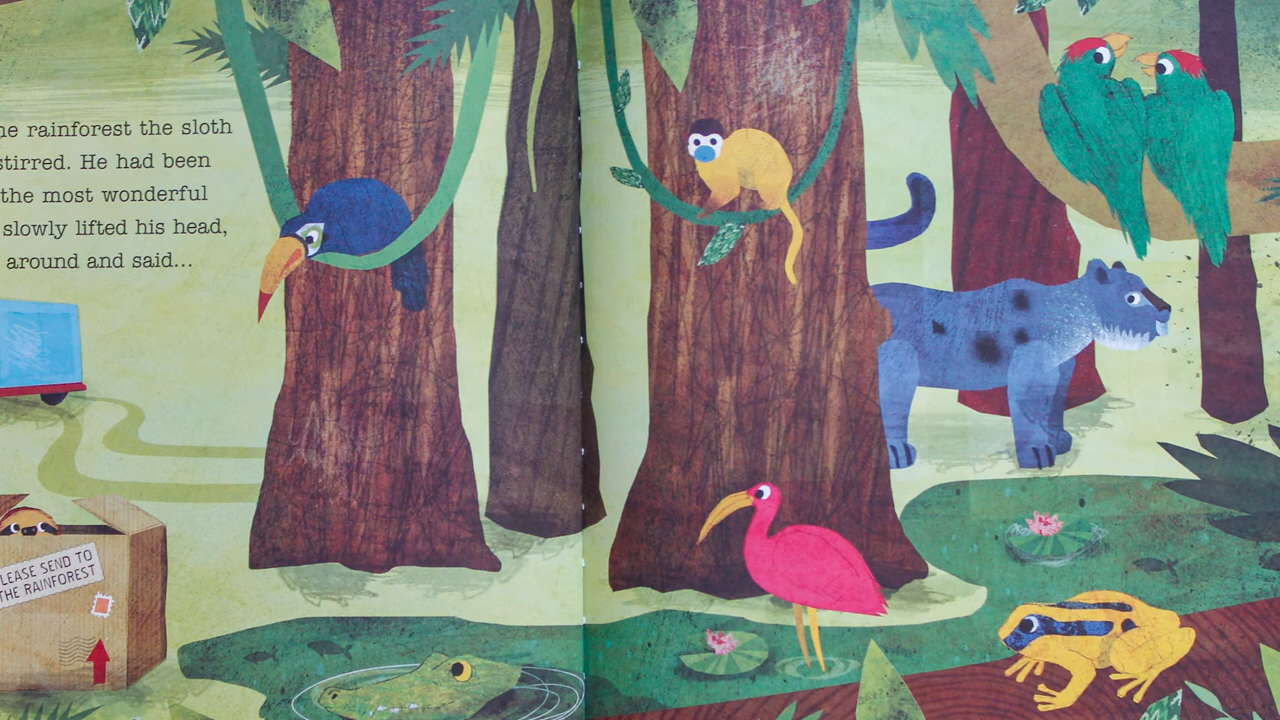 he rainforest the sloth
stirred. He had been
the most wonderful
slowly lifted his head,
around and said...
LEASE SEND TO
THE RAINFOREST